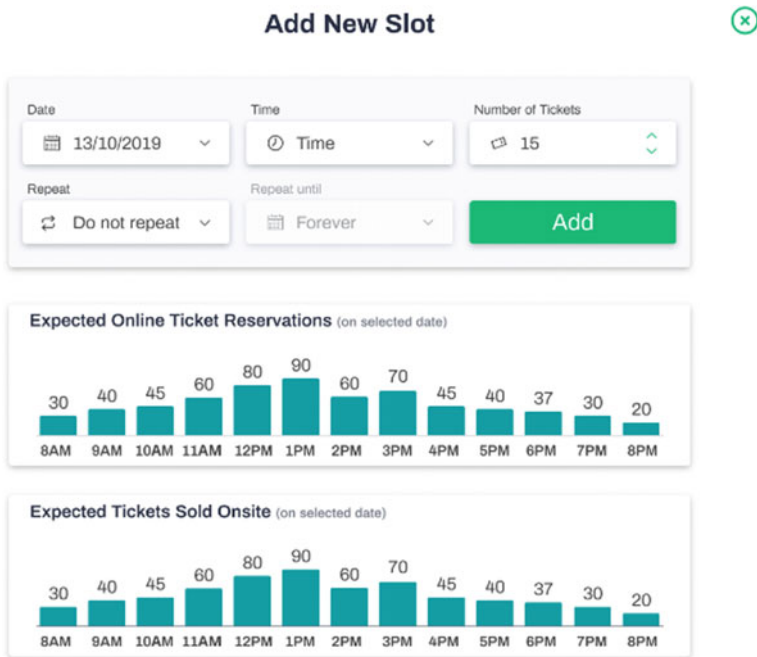 Add New Slot
Date
Time
Number of Tickets
13/10/2019
Time
15
Repeat
Repeat until
Do not repeat
Forever
Add
Expected Online Ticket Reservations (on selected date)
30 40 45 60 80 90 60 70 45 40 37 30 20
8AM 9AM 10AM 11AM 12PM 1PM 2PM 3PM 4PM 5PM 6PM 7PM 8PM
Expected Tickets Sold Onsite (on selected date)
30 40 45 60 80 90 60 70 45 40 37 30 20
8AM 9AM 10AM 11AM 12PM 1PM 2PM 3PM 4PM 5PM 6PM 7PM 8PM